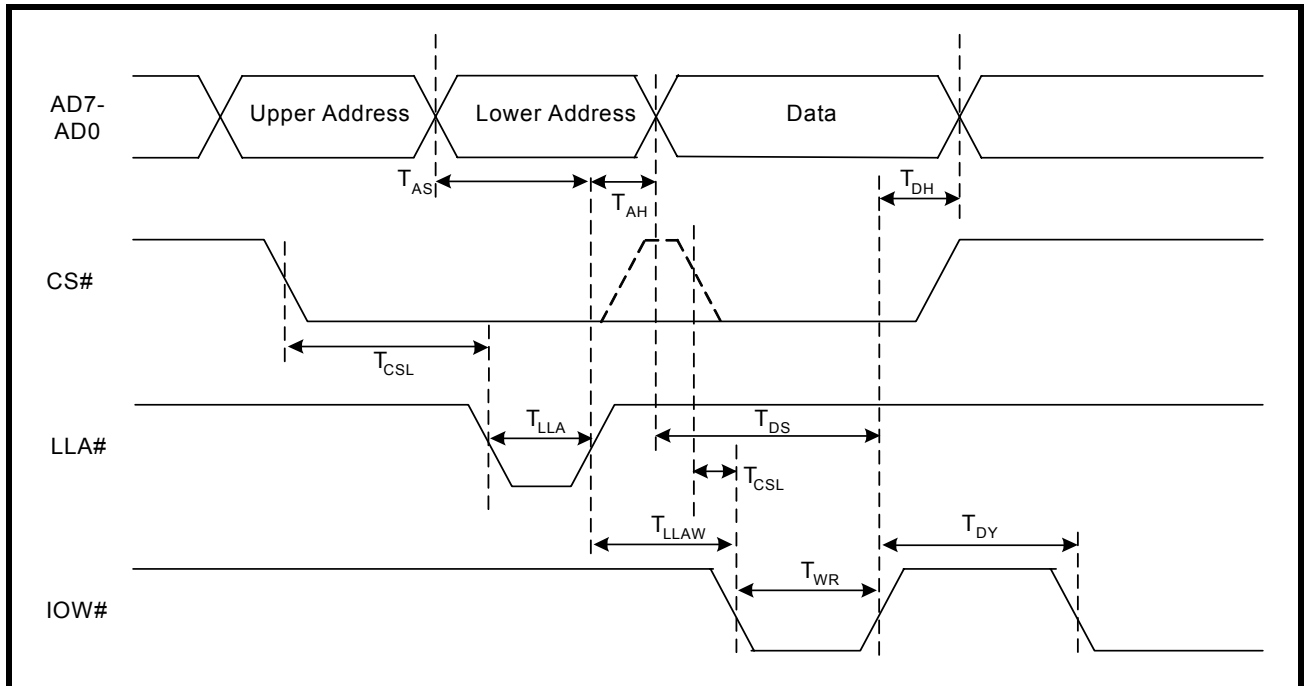 AD7-
AD0
Upper Address
Lower Address
Data
TAS
TAH
TDH
CS#
TCSL
LLA#
TLLA
TDS
TCSL
TLLAW
TDY
TWR
IOW#